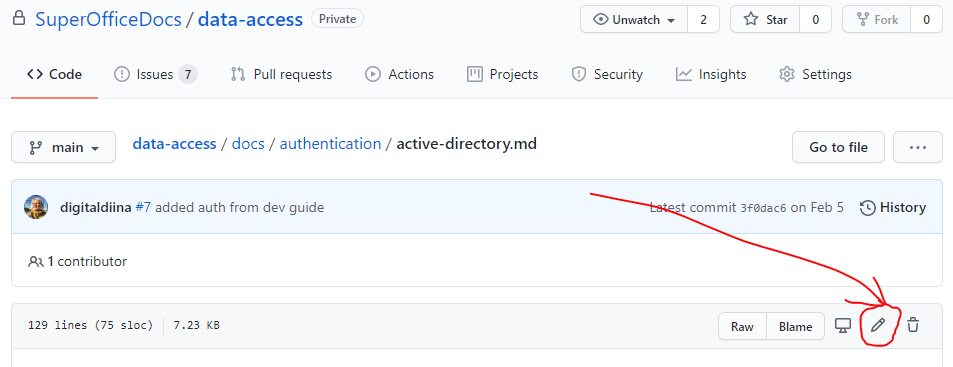 SuperOfficeDocs / data-access Private Unwatch 2 Star 0 Fork 0
Code Issues 7 Pull requests Actions Projects Security Insights Settings
main data-access / docs / authentication / active-directory.md Go to file ...
digitaldiina #7 added auth from dev guide Latest commit 3f0dac6 on Feb 5 History
1 contributor
129 lines (75 sloc) 7.23 KB Raw Blame